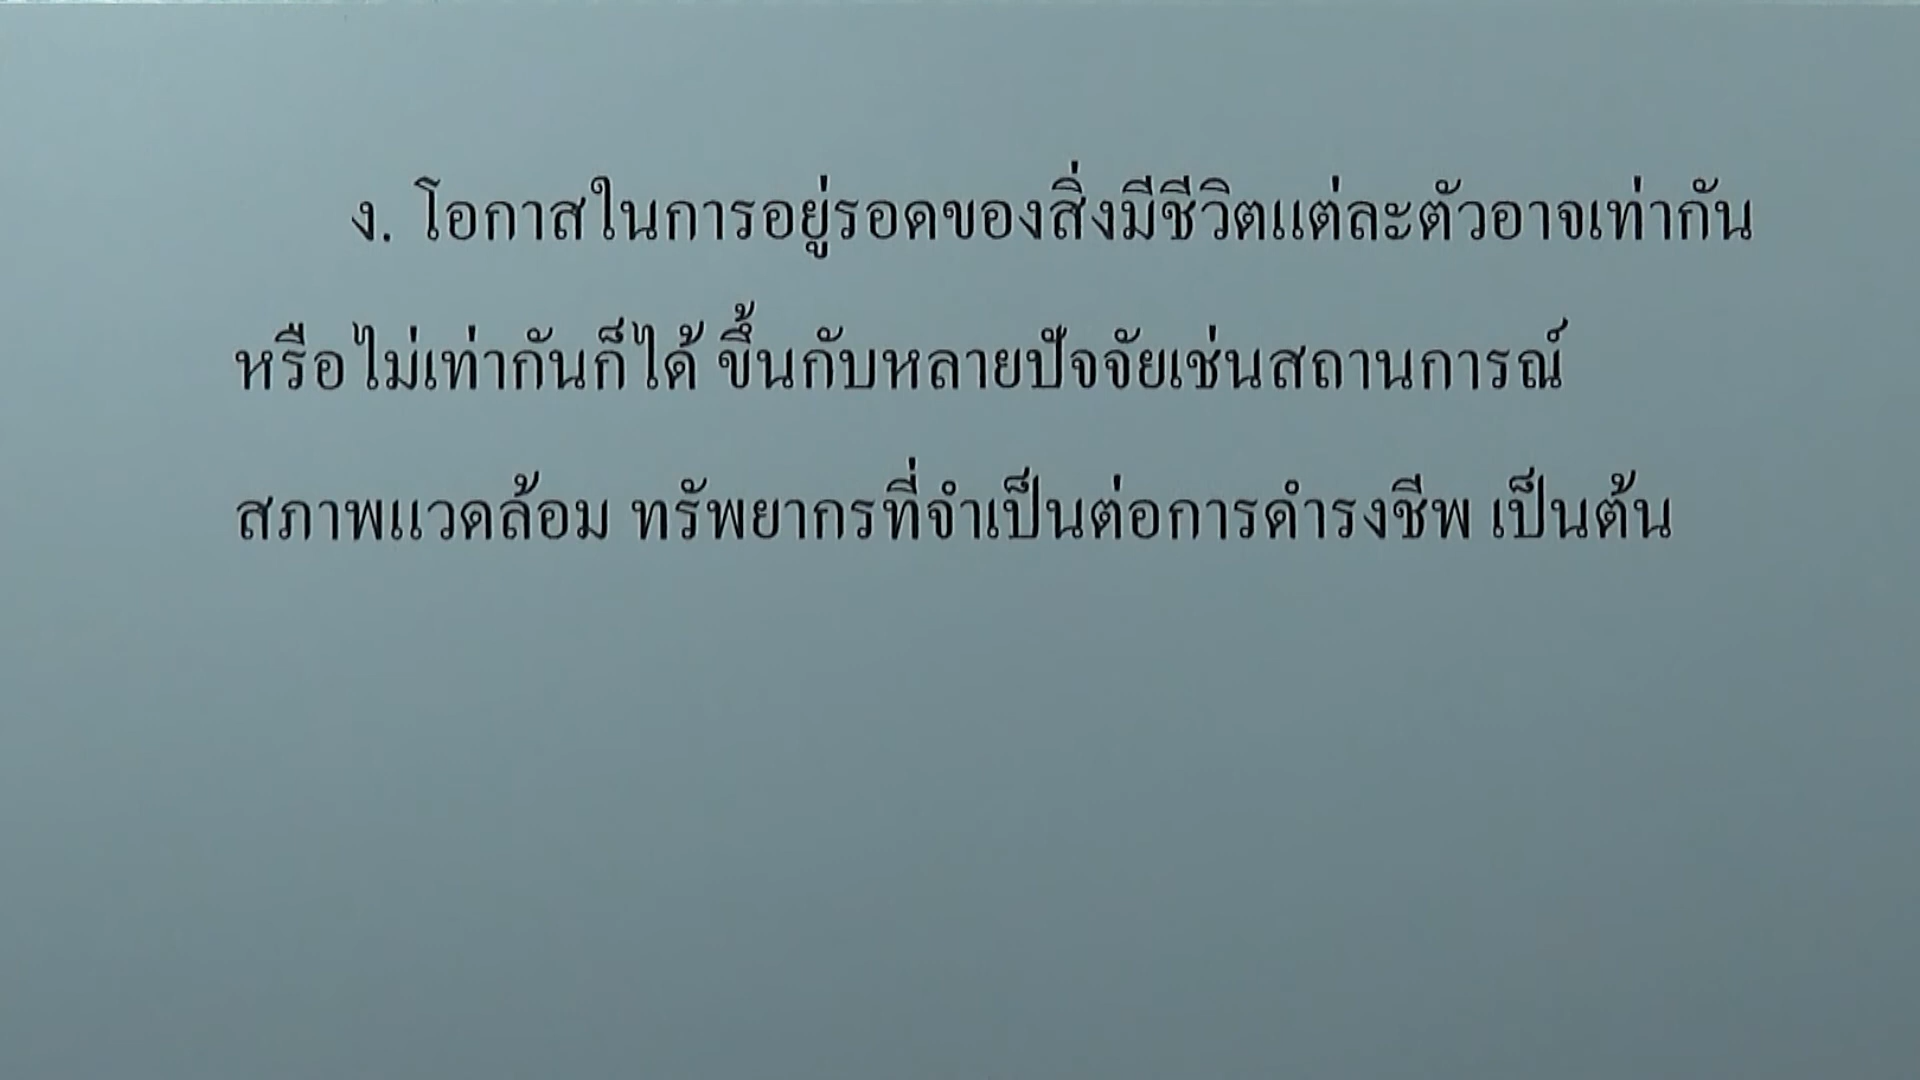 ง. โอกาสในการอยู่รอดของสิ่งมีชีวิตแต่ละตัวอาจเท่ากัน
หรือไม่เท่ากันก็ได้ ขึ้นกับหลายปัจจัยเช่นสถานการณ์
สภาพแวดล้อม ทรัพยากรที่จำเป็นต่อการดำรงชีพ เป็นต้น